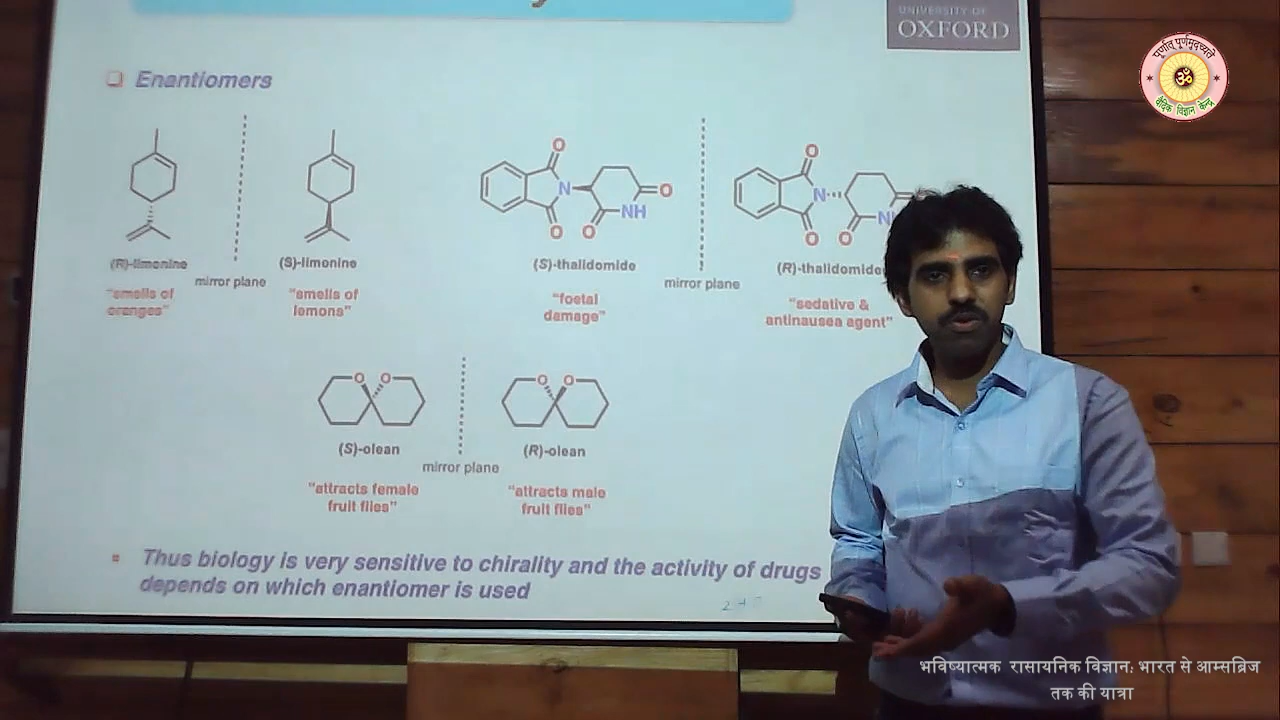 UNIVERSITY OF
OXFORD
Enantiomers
पूर्णात् पूर्णमुदच्यते
ॐ
वैदिक विज्ञान केन्द्र
O
N
O
O
NH
O
O
N
O
O
(R)-limonine
mirror plane
(S)-limonine
"smells of
oranges"
"smells of
lemons"
(S)-thalidomide
mirror plane
(R)-thalidomide
"foetal
damage"
"sedative &
antinausea agent"
O O
O O
(S)-olean
mirror plane
(R)-olean
"attracts female
fruit flies"
"attracts male
fruit flies"
Thus biology is very sensitive to chirality and the activity of drugs
depends on which enantiomer is used
भविष्यात्मक रासायनिक विज्ञान: भारत से आम्सब्रिज
तक की यात्रा